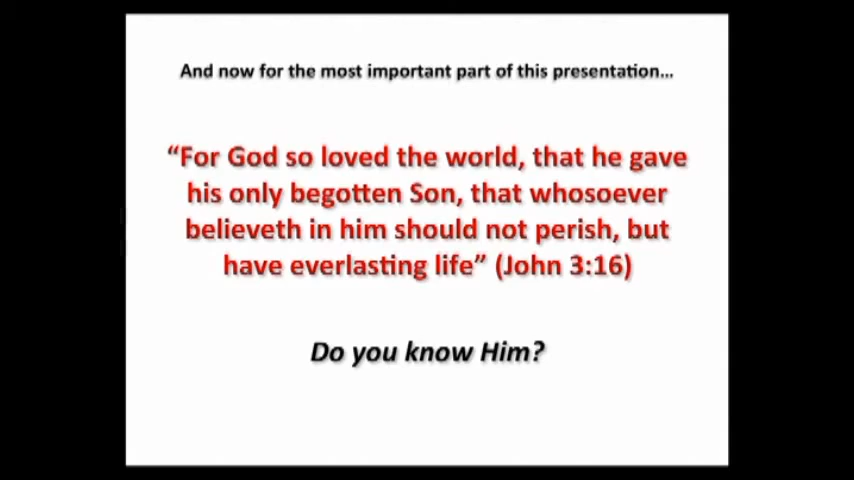 And now for the most important part of this presentation...
“For God so loved the world, that he gave
his only begotten Son, that whosoever
believeth in him should not perish, but
have everlasting life” (John 3:16)
Do you know Him?